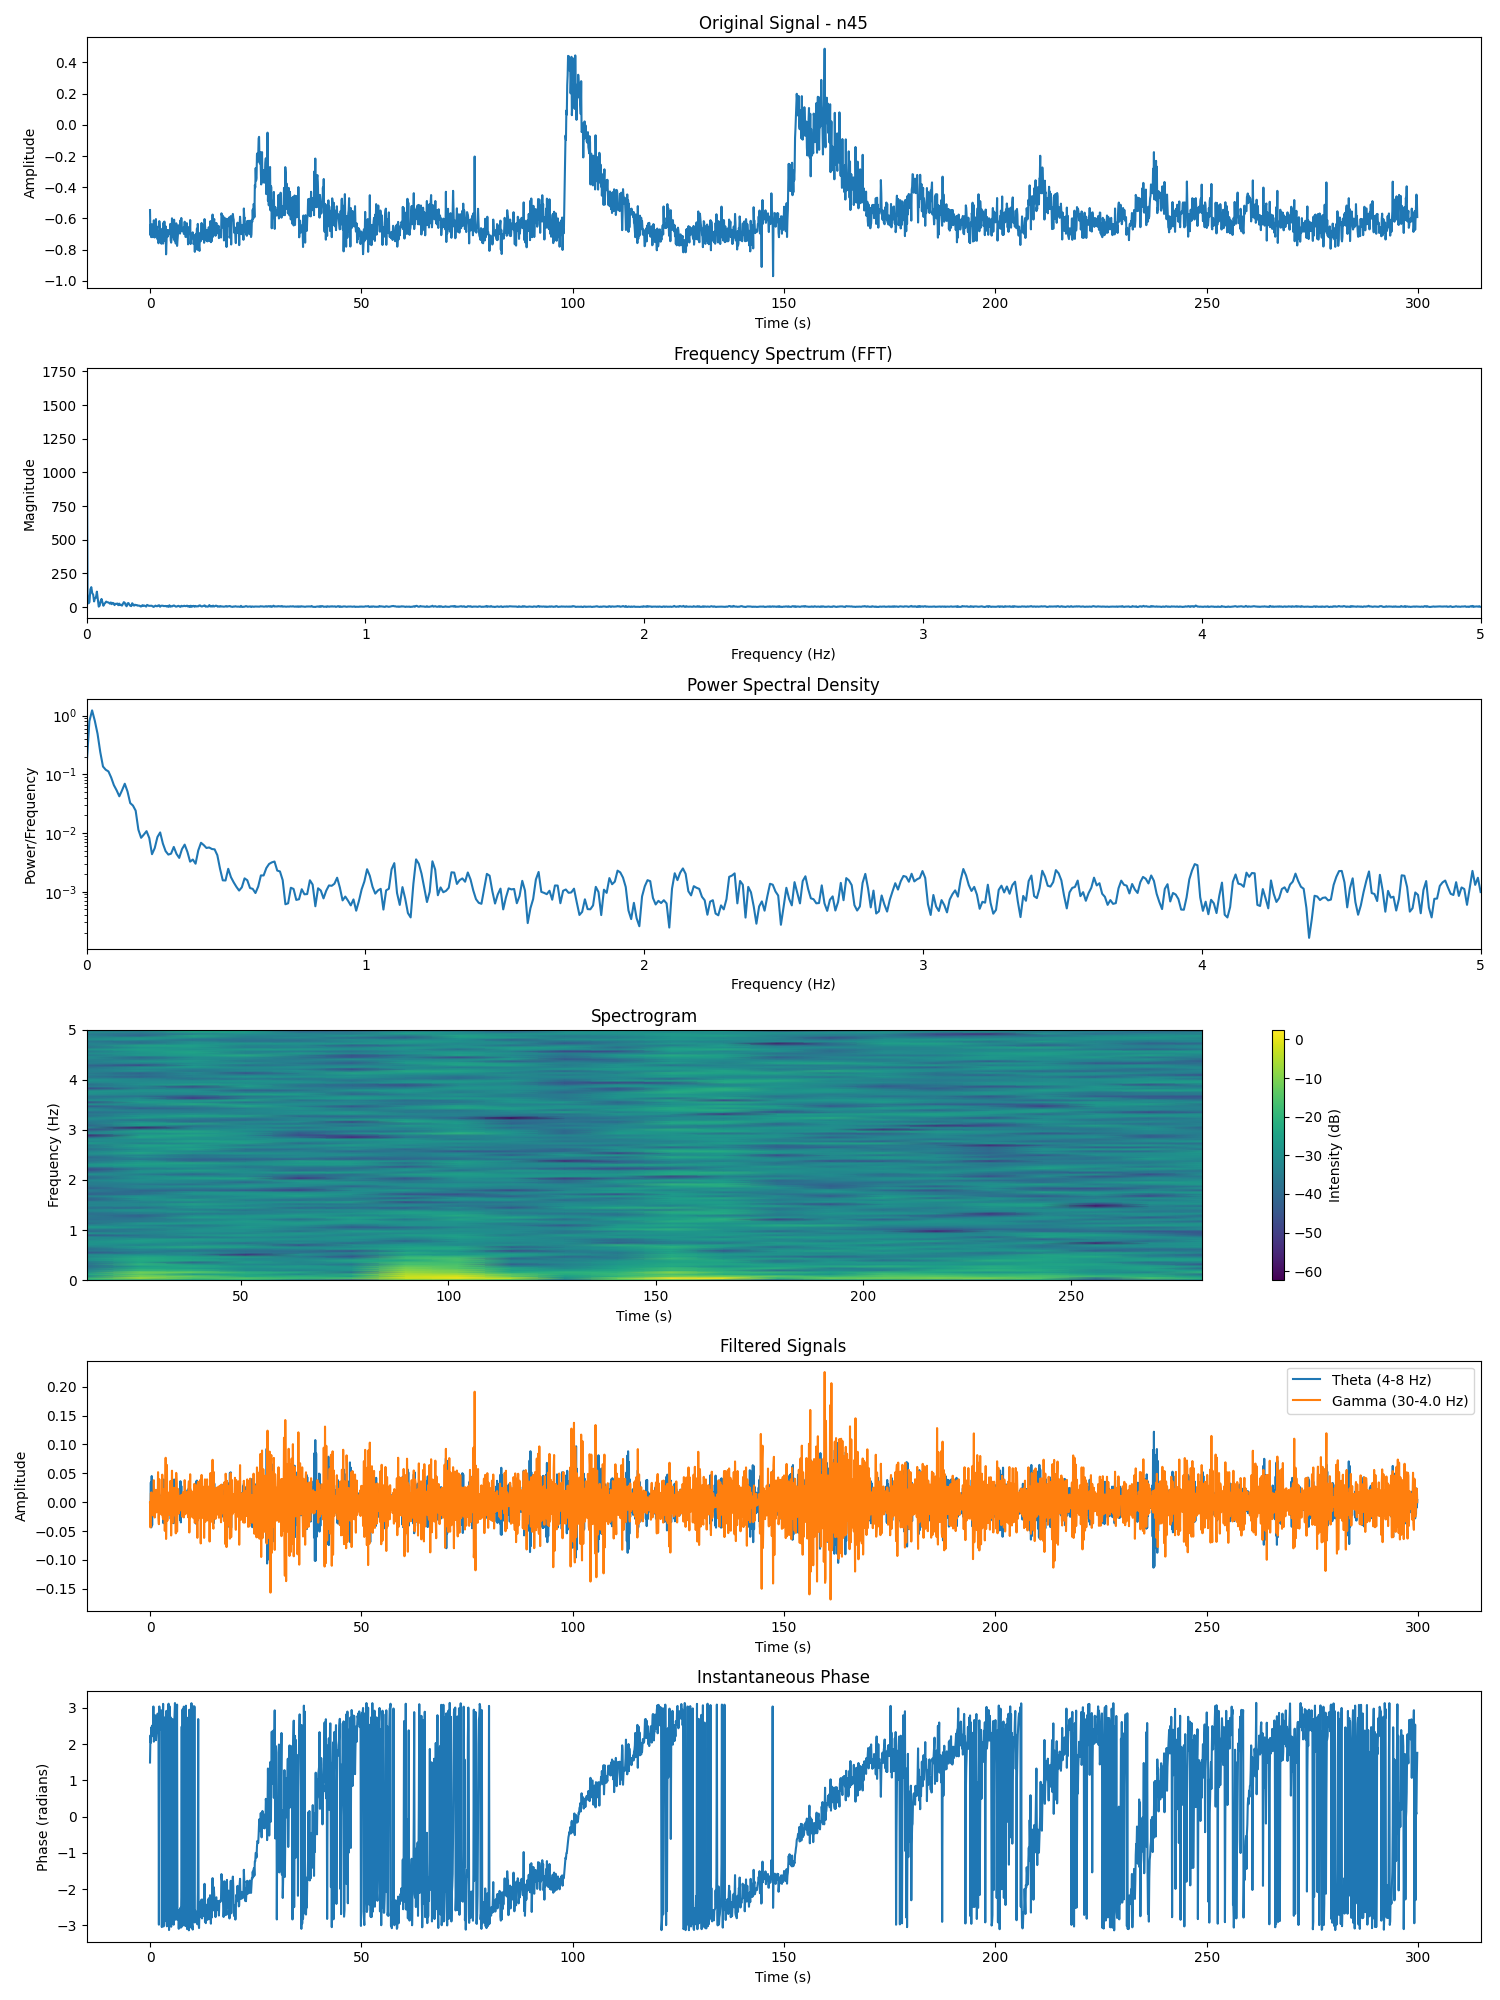 Original Signal - n45
0.4
0.2
0.0
−0.2
−0.4
−0.6
−0.8
−1.0
Amplitude
0 50 100 150 200 250 300
Time (s)
Frequency Spectrum (FFT)
1750
1500
1250
1000
750
500
250
0
Magnitude
0 1 2 3 4 5
Frequency (Hz)
Power Spectral Density
10⁰
10⁻¹
10⁻²
10⁻³
Power/Frequency
0 1 2 3 4 5
Frequency (Hz)
Spectrogram
5
4
3
2
1
0
Frequency (Hz)
50 100 150 200 250
Time (s)
0
−10
−20
−30
−40
−50
−60
Intensity (dB)
Filtered Signals
0.20
0.15
0.10
0.05
0.00
−0.05
−0.10
−0.15
Amplitude
Theta (4-8 Hz)
Gamma (30-4.0 Hz)
0 50 100 150 200 250 300
Time (s)
Instantaneous Phase
3
2
1
0
−1
−2
−3
Phase (radians)
0 50 100 150 200 250 300
Time (s)